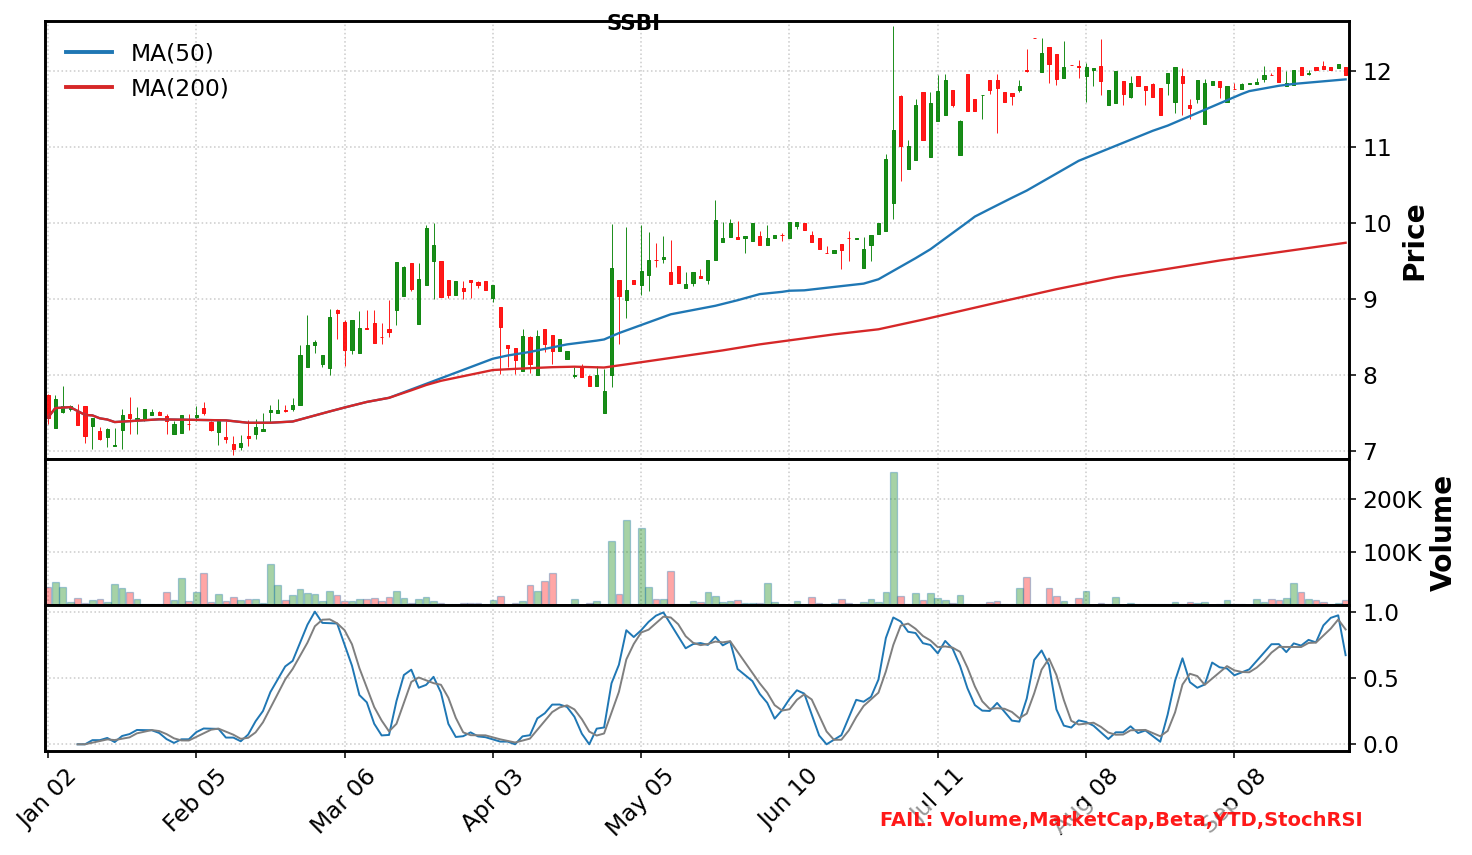 SSBI
MA(50)
MA(200)
12
11
10
9
8
7
Price
200K
100K
Volume
1.0
0.5
0.0
Jan 02
Feb 05
Mar 06
Apr 03
May 05
Jun 10
Jul 11
Aug 08
Sep 08
FAIL: Volume,MarketCap,Beta,YTD,StochRSI